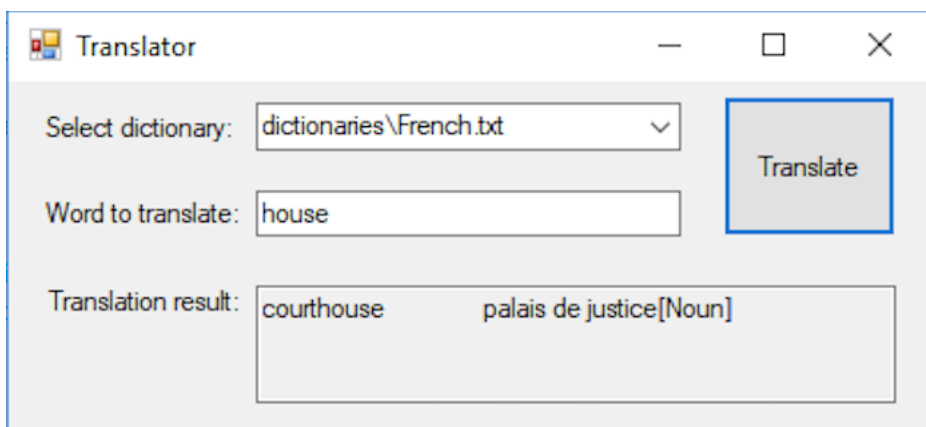 Translator
Select dictionary: dictionaries\French.txt
Translate
Word to translate: house
Translation result: courthouse palais de justice[Noun]